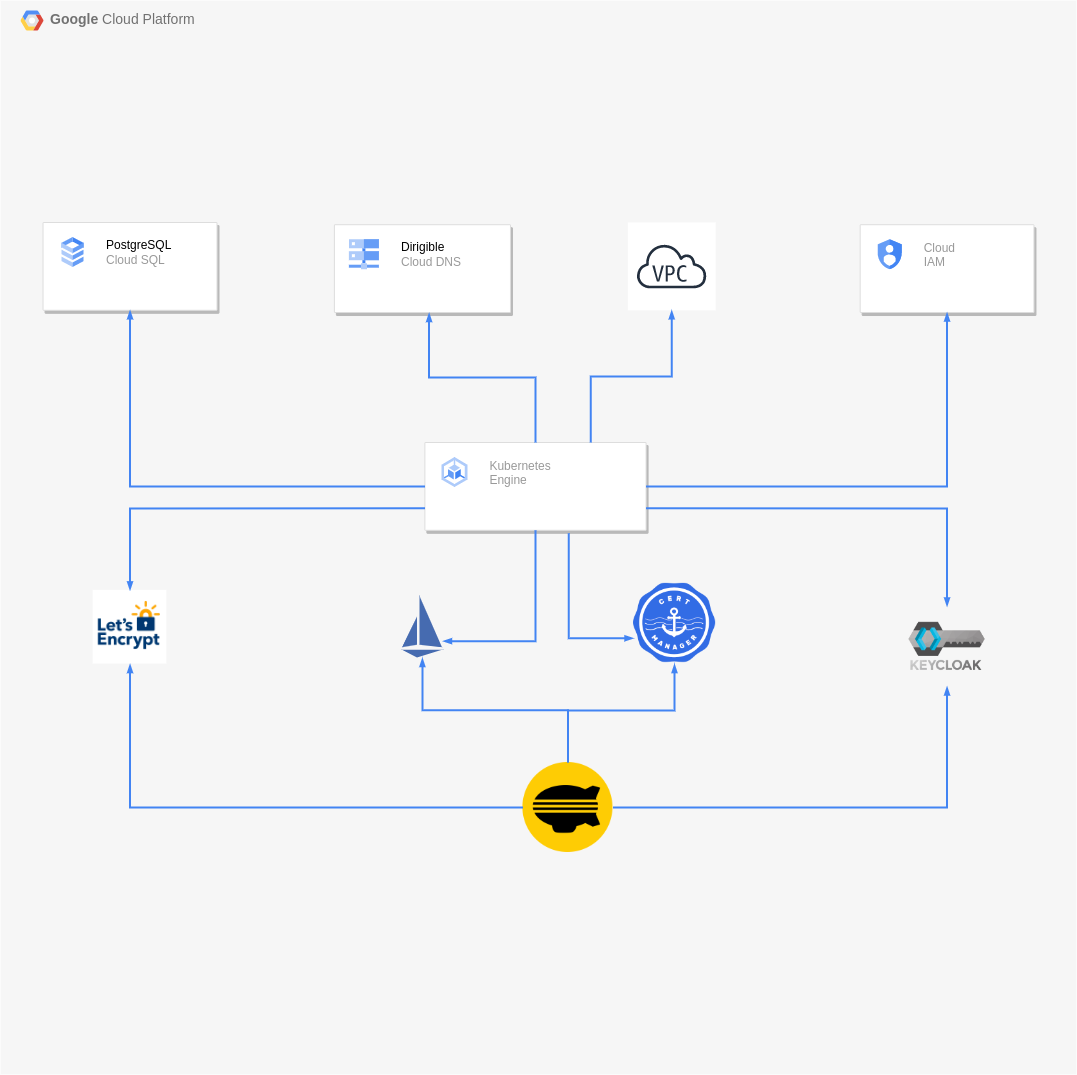 Google Cloud Platform
PostgreSQL
Cloud SQL
Dirigible
Cloud DNS
VPC
Cloud
IAM
Kubernetes
Engine
Let's
Encrypt
CERT
MANAGER
KEYCLOAK